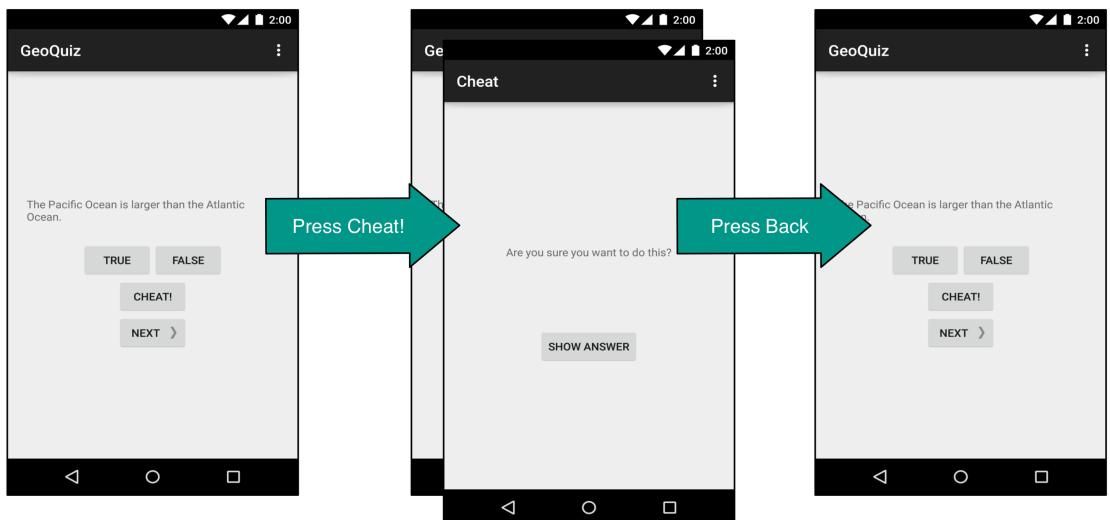 2:00
GeoQuiz
The Pacific Ocean is larger than the Atlantic
Ocean.
TRUE FALSE
CHEAT!
NEXT
Press Cheat!
2:00
Ge
Th
2:00
Cheat
Are you sure you want to do this?
SHOW ANSWER
Press Back
2:00
GeoQuiz
e Pacific Ocean is larger than the Atlantic
n.
TRUE FALSE
CHEAT!
NEXT